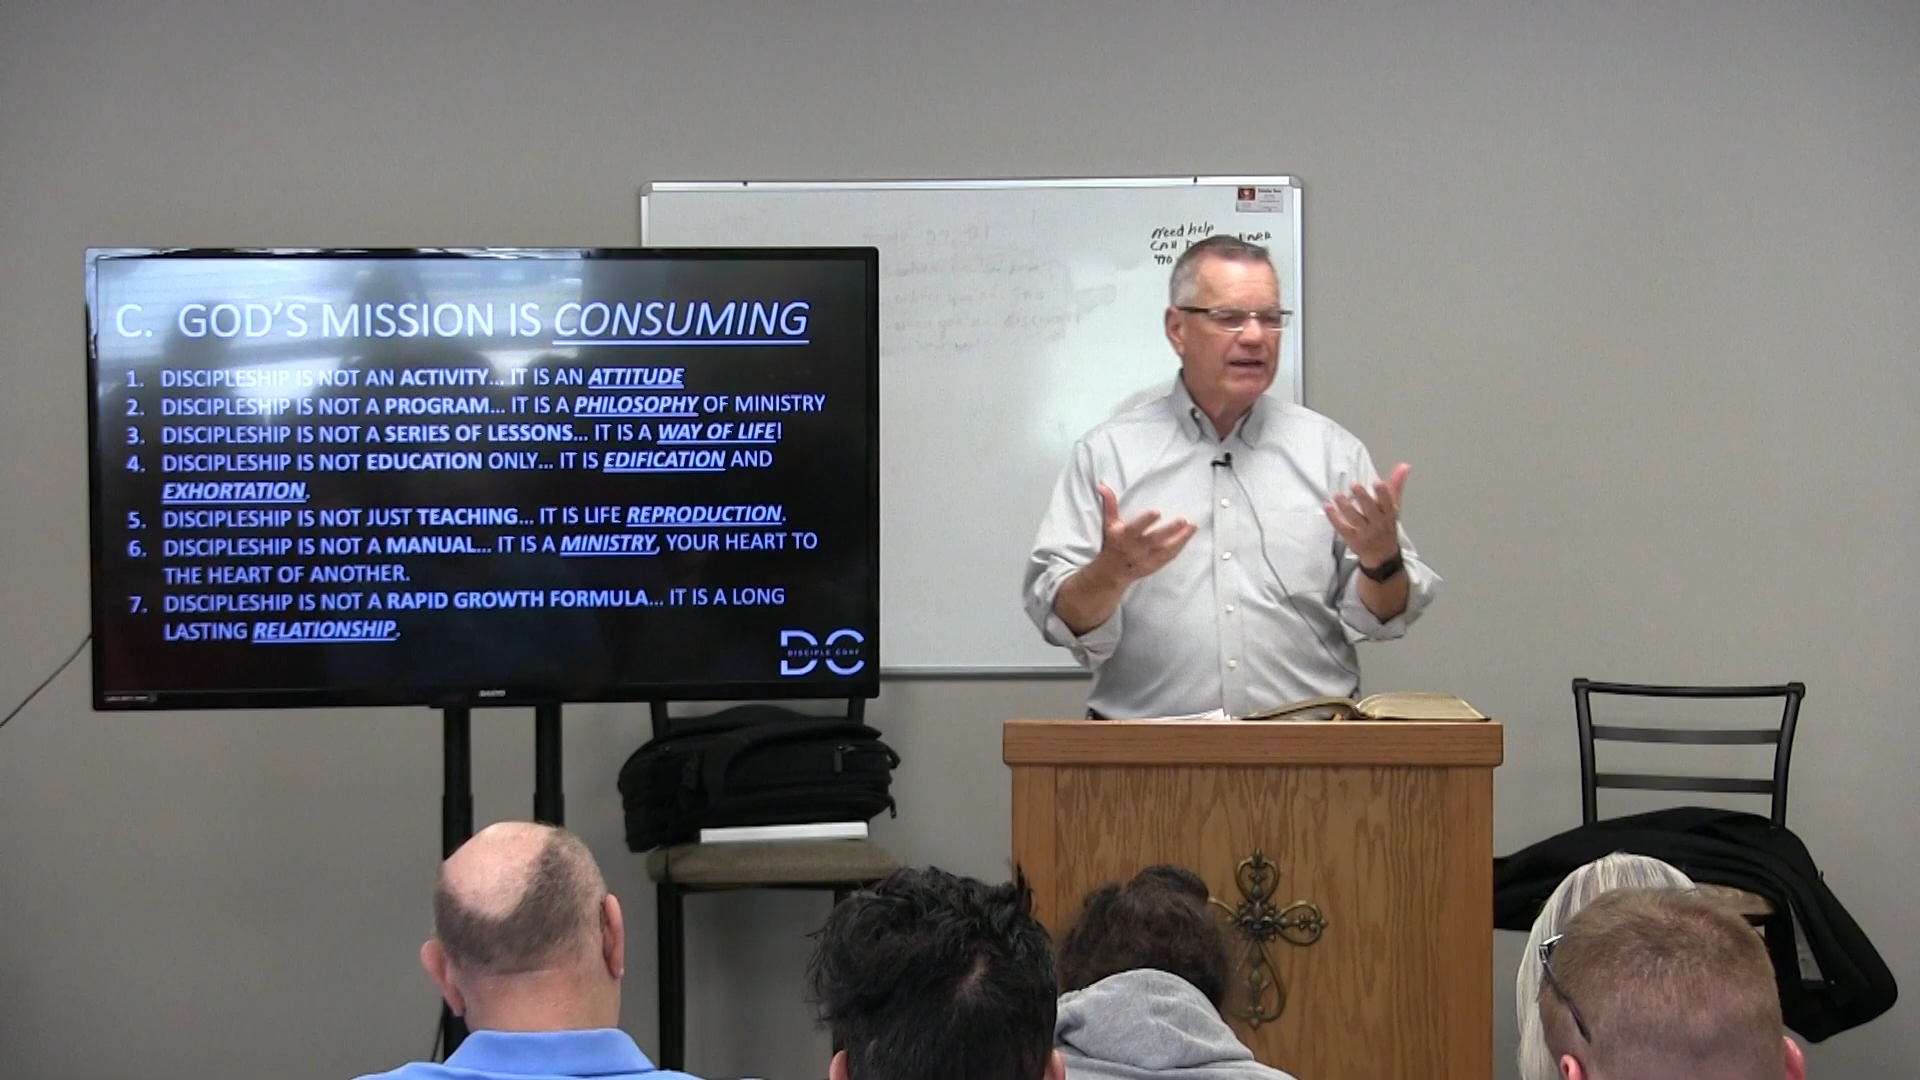 C. GOD'S MISSION IS CONSUMING
1. DISCIPLESHIP IS NOT AN ACTIVITY... IT IS AN ATTITUDE
2. DISCIPLESHIP IS NOT A PROGRAM... IT IS A PHILOSOPHY OF MINISTRY
3. DISCIPLESHIP IS NOT A SERIES OF LESSONS... IT IS A WAY OF LIFE!
4. DISCIPLESHIP IS NOT EDUCATION ONLY... IT IS EDIFICATION AND
EXHORTATION.
5. DISCIPLESHIP IS NOT JUST TEACHING... IT IS LIFE REPRODUCTION.
6. DISCIPLESHIP IS NOT A MANUAL... IT IS A MINISTRY, YOUR HEART TO
THE HEART OF ANOTHER.
7. DISCIPLESHIP IS NOT A RAPID GROWTH FORMULA... IT IS A LONG
LASTING RELATIONSHIP.
DC
DISCIPLE CONF
SANYO
Need help
CALL